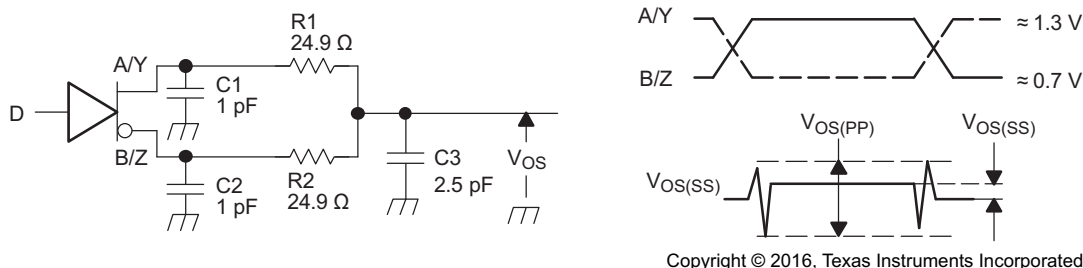 R1
24.9 Ω
A/Y
C1
1 pF
D
B/Z
R2
24.9 Ω
C2
1 pF
C3
2.5 pF
VOS
A/Y
≈ 1.3 V
B/Z
≈ 0.7 V
VOS(PP)
VOS(SS)
VOS(SS)
Copyright © 2016, Texas Instruments Incorporated